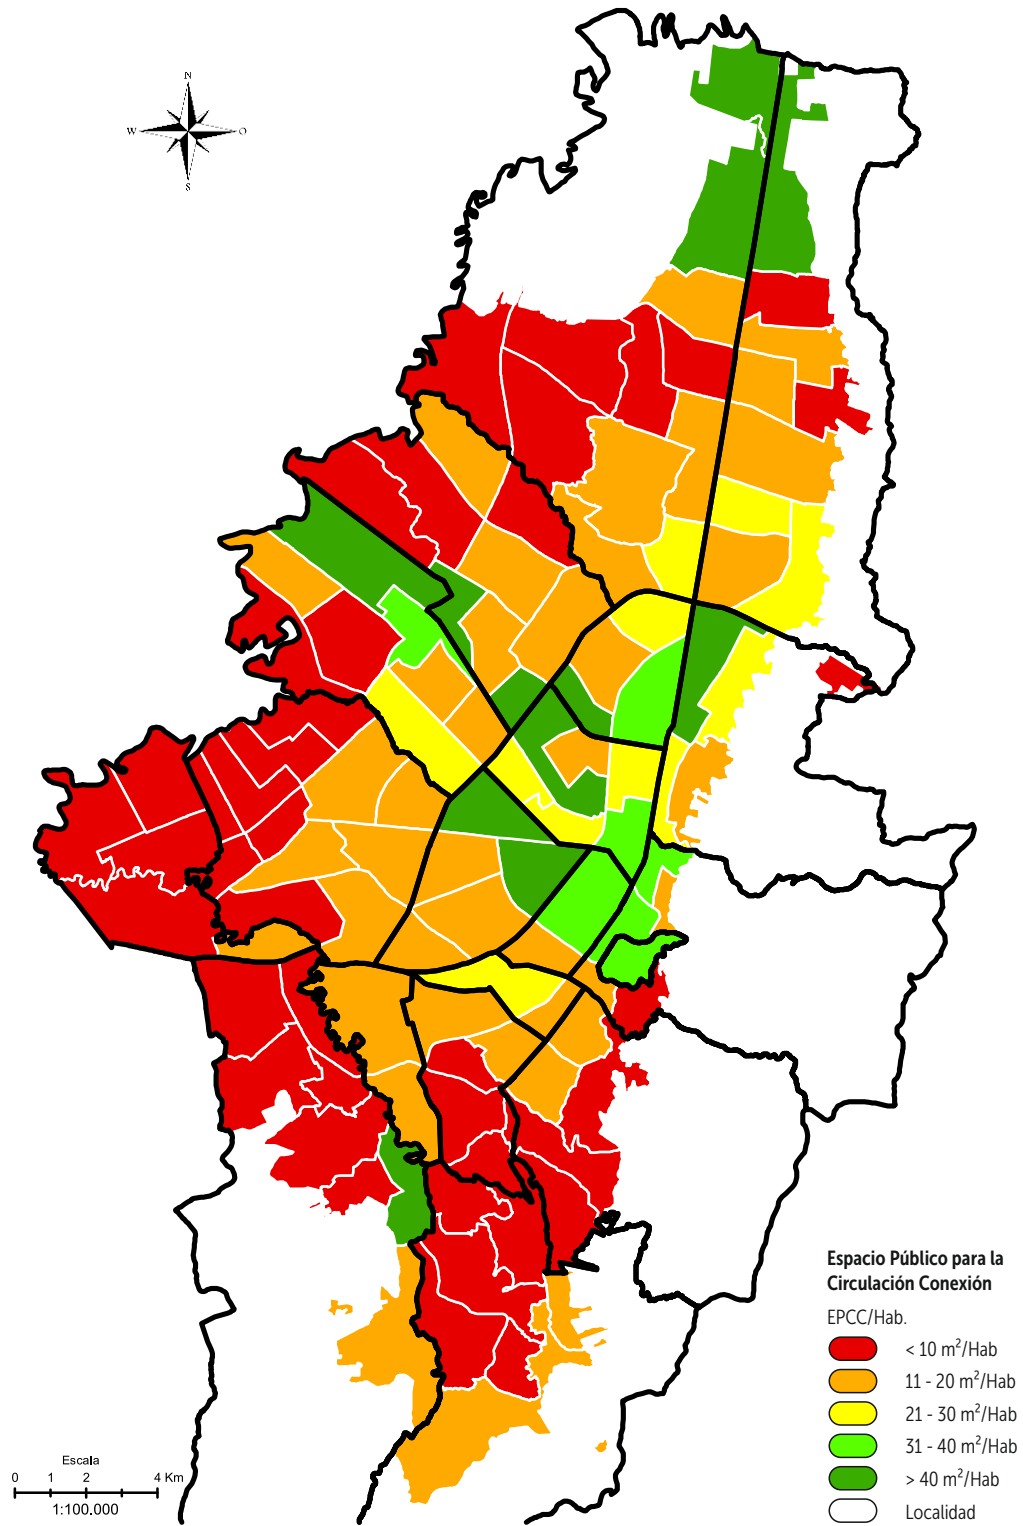 N
W
O
S
Espacio Público para la
Circulación Conexión
EPCC/Hab.
< 10 m²/Hab
11 - 20 m²/Hab
21 - 30 m²/Hab
31 - 40 m²/Hab
> 40 m²/Hab
Localidad
Escala
0 1 2 4 Km
1:100.000